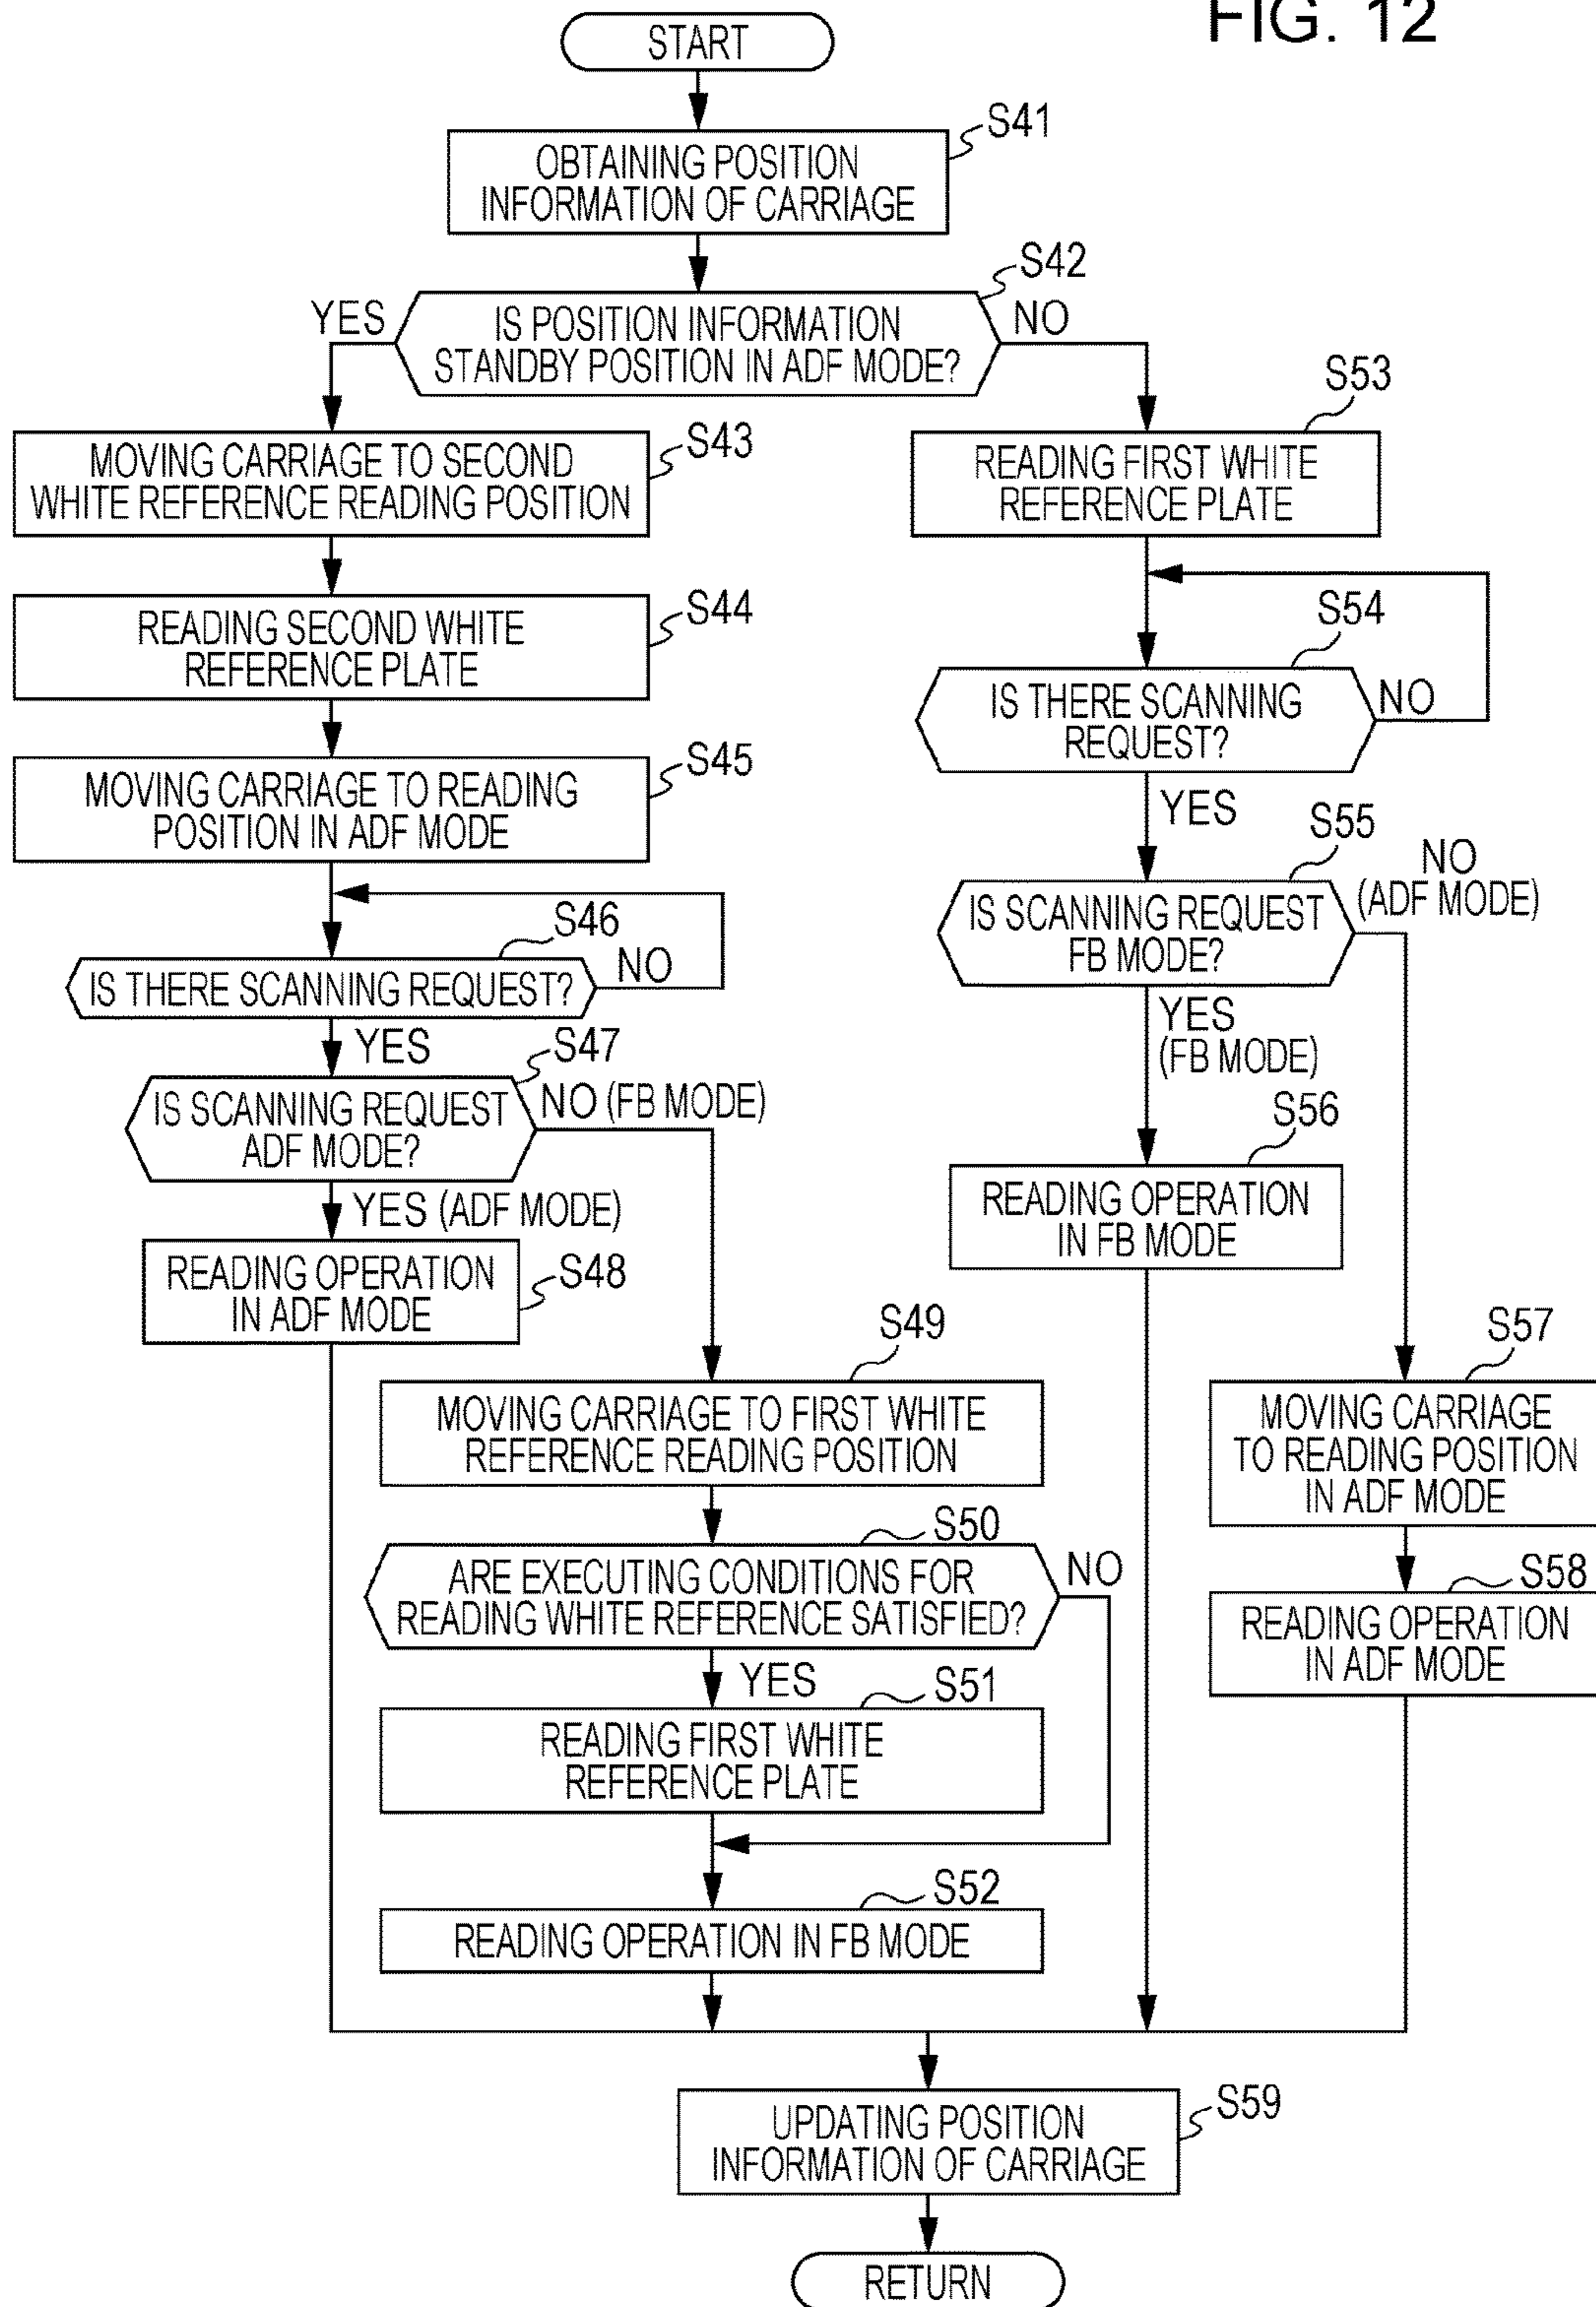 FIG. 12
START
S41
OBTAINING POSITION
INFORMATION OF CARRIAGE
S42
YES
IS POSITION INFORMATION
STANDBY POSITION IN ADF MODE?
NO
S43
MOVING CARRIAGE TO SECOND
WHITE REFERENCE READING POSITION
S44
READING SECOND WHITE
REFERENCE PLATE
S45
MOVING CARRIAGE TO READING
POSITION IN ADF MODE
S46
IS THERE SCANNING REQUEST?
NO
YES
S47
IS SCANNING REQUEST
ADF MODE?
NO (FB MODE)
YES (ADF MODE)
READING OPERATION
IN ADF MODE
S48
S49
MOVING CARRIAGE TO FIRST WHITE
REFERENCE READING POSITION
S50
ARE EXECUTING CONDITIONS FOR
READING WHITE REFERENCE SATISFIED?
NO
YES
S51
READING FIRST WHITE
REFERENCE PLATE
S52
READING OPERATION IN FB MODE
S53
READING FIRST WHITE
REFERENCE PLATE
S54
IS THERE SCANNING
REQUEST?
NO
YES
S55
IS SCANNING REQUEST
FB MODE?
NO
(ADF MODE)
YES
(FB MODE)
S56
READING OPERATION
IN FB MODE
S57
MOVING CARRIAGE
TO READING POSITION
IN ADF MODE
S58
READING OPERATION
IN ADF MODE
S59
UPDATING POSITION
INFORMATION OF CARRIAGE
RETURN